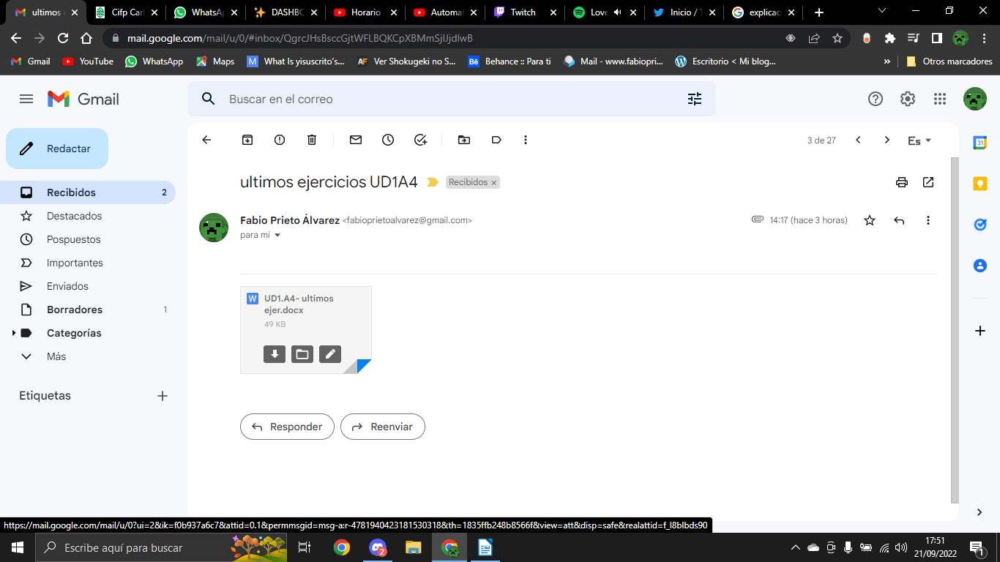 ultimos e
Cifp Carl
WhatsA
DASHBO
Horario
Automat
Twitch
Love
Inicio / T
explicaci
mail.google.com/mail/u/0/#inbox/QgrcJHsBsccGjtWFLBQKCpXBMmSjlJjdlwB
Gmail
YouTube
WhatsApp
Maps
What Is yisuscrito's...
Ver Shokugeki no S...
Behance :: Para ti
Mail - www.fabiopri...
Escritorio < Mi blog...
»
Otros marcadores
Gmail
Buscar en el correo
Redactar
3 de 27
Es
ultimos ejercicios UD1A4
Recibidos x
Recibidos 2
Destacados
Pospuestos
Importantes
Enviados
Borradores 1
Categorías
Más
Etiquetas
Fabio Prieto Álvarez <fabioprietoalvarez@gmail.com>
14:17 (hace 3 horas)
para mí
UD1.A4- ultimos
ejer.docx
49 KB
Responder
Reenviar
https://mail.google.com/mail/u/0?ui=2&ik=f0b937a6c7&attid=0.1&permmsgid=msg-a:r-4781940423181530318&th=1835ffb248b8566f&view=att&disp=safe&realattid=f_l8blbds90
Escribe aquí para buscar
2
17:51
21/09/2022
1